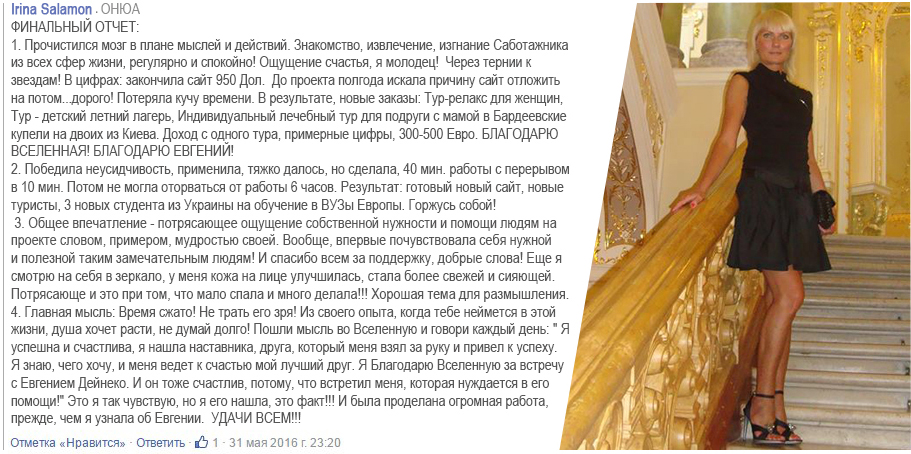 Irina Salamon · ОНЮА
ФИНАЛЬНЫЙ ОТЧЕТ:
1. Прочистился мозг в плане мыслей и действий. Знакомство, извлечение, изгнание Саботажника
из всех сфер жизни, регулярно и спокойно! Ощущение счастья, я молодец!  Через тернии к
звездам! В цифрах: закончила сайт 950 Дол.  До проекта полгода искала причину сайт отложить
на потом...дорого! Потеряла кучу времени. В результате, новые заказы: Тур-релакс для женщин,
Тур - детский летний лагерь, Индивидуальный лечебный тур для подруги с мамой в Бардеевские
купели на двоих из Киева. Доход с одного тура, примерные цифры, 300-500 Евро. БЛАГОДАРЮ
ВСЕЛЕННАЯ! БЛАГОДАРЮ ЕВГЕНИЙ!
2. Победила неусидчивость, применила, тяжко далось, но сделала, 40 мин. работы с перерывом
в 10 мин. Потом не могла оторваться от работы 6 часов. Результат: готовый новый сайт, новые
туристы, 3 новых студента из Украины на обучение в ВУЗы Европы. Горжусь собой!
3. Общее впечатление - потрясающее ощущение собственной нужности и помощи людям на
проекте словом, примером, мудростью своей. Вообще, впервые почувствовала себя нужной
и полезной таким замечательным людям! И спасибо всем за поддержку, добрые слова! Еще я
смотрю на себя в зеркало, у меня кожа на лице улучшилась, стала более свежей и сияющей.
Потрясающе и это при том, что мало спала и много делала!!! Хорошая тема для размышления.
4. Главная мысль: Время сжато! Не трать его зря! Из своего опыта, когда тебе неймется в этой
жизни, душа хочет расти, не думай долго! Пошли мысль во Вселенную и говори каждый день: " Я
успешна и счастлива, я нашла наставника, друга, который меня взял за руку и привел к успеху.
Я знаю, чего хочу, и меня ведет к счастью мой лучший друг. Я Благодарю Вселенную за встречу
с Евгением Дейнеко. И он тоже счастлив, потому, что встретил меня, которая нуждается в его
помощи!" Это я так чувствую, но я его нашла, это факт!!! И была проделана огромная работа,
прежде, чем я узнала об Евгении.  УДАЧИ ВСЕМ!!!
Отметка «Нравится» · Ответить · 1 · 31 мая 2016 г. 23:20